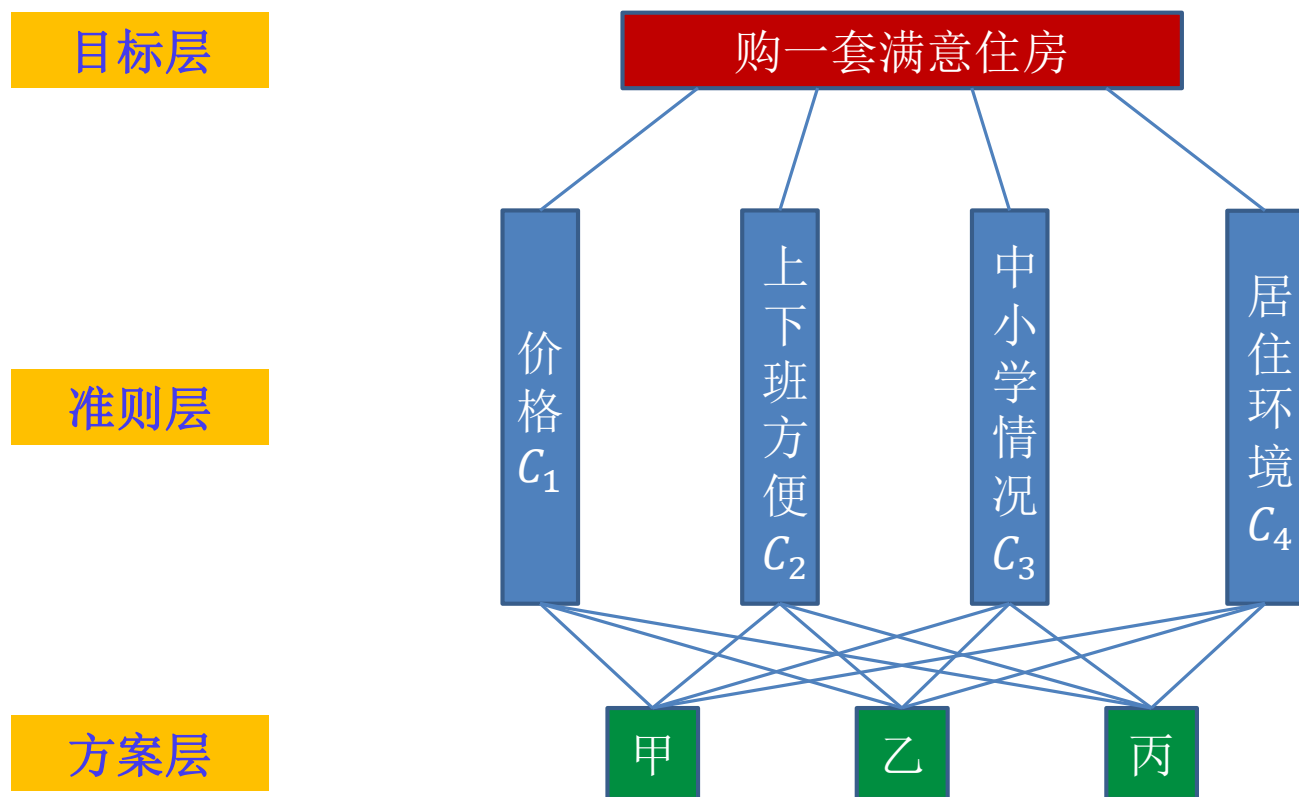 目标层
购一套满意住房
准则层
价格C₁
上下班方便C₂
中小学情况C₃
居住环境C₄
方案层
甲
乙
丙